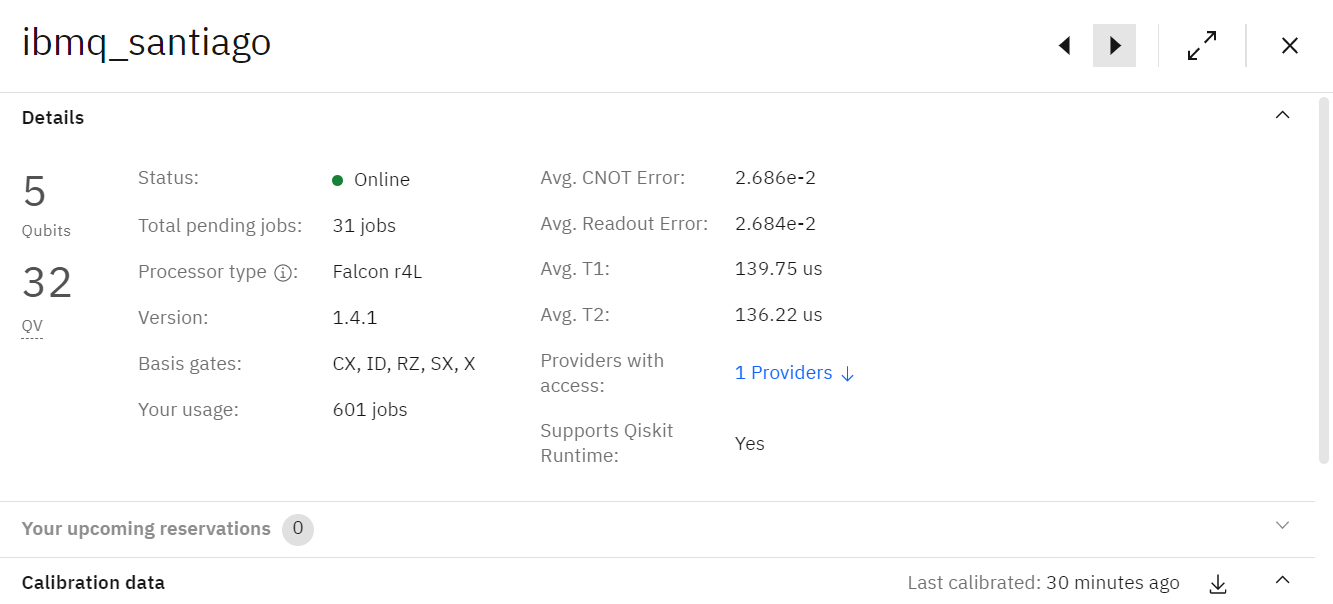 ibmq_santiago
Details
5
Qubits
32
QV
Status: Online
Total pending jobs: 31 jobs
Processor type : Falcon r4L
Version: 1.4.1
Basis gates: CX, ID, RZ, SX, X
Your usage: 601 jobs
Avg. CNOT Error: 2.686e-2
Avg. Readout Error: 2.684e-2
Avg. T1: 139.75 us
Avg. T2: 136.22 us
Providers with
access:
1 Providers ↓
Supports Qiskit
Runtime:
Yes
Your upcoming reservations 0
Calibration data
Last calibrated: 30 minutes ago